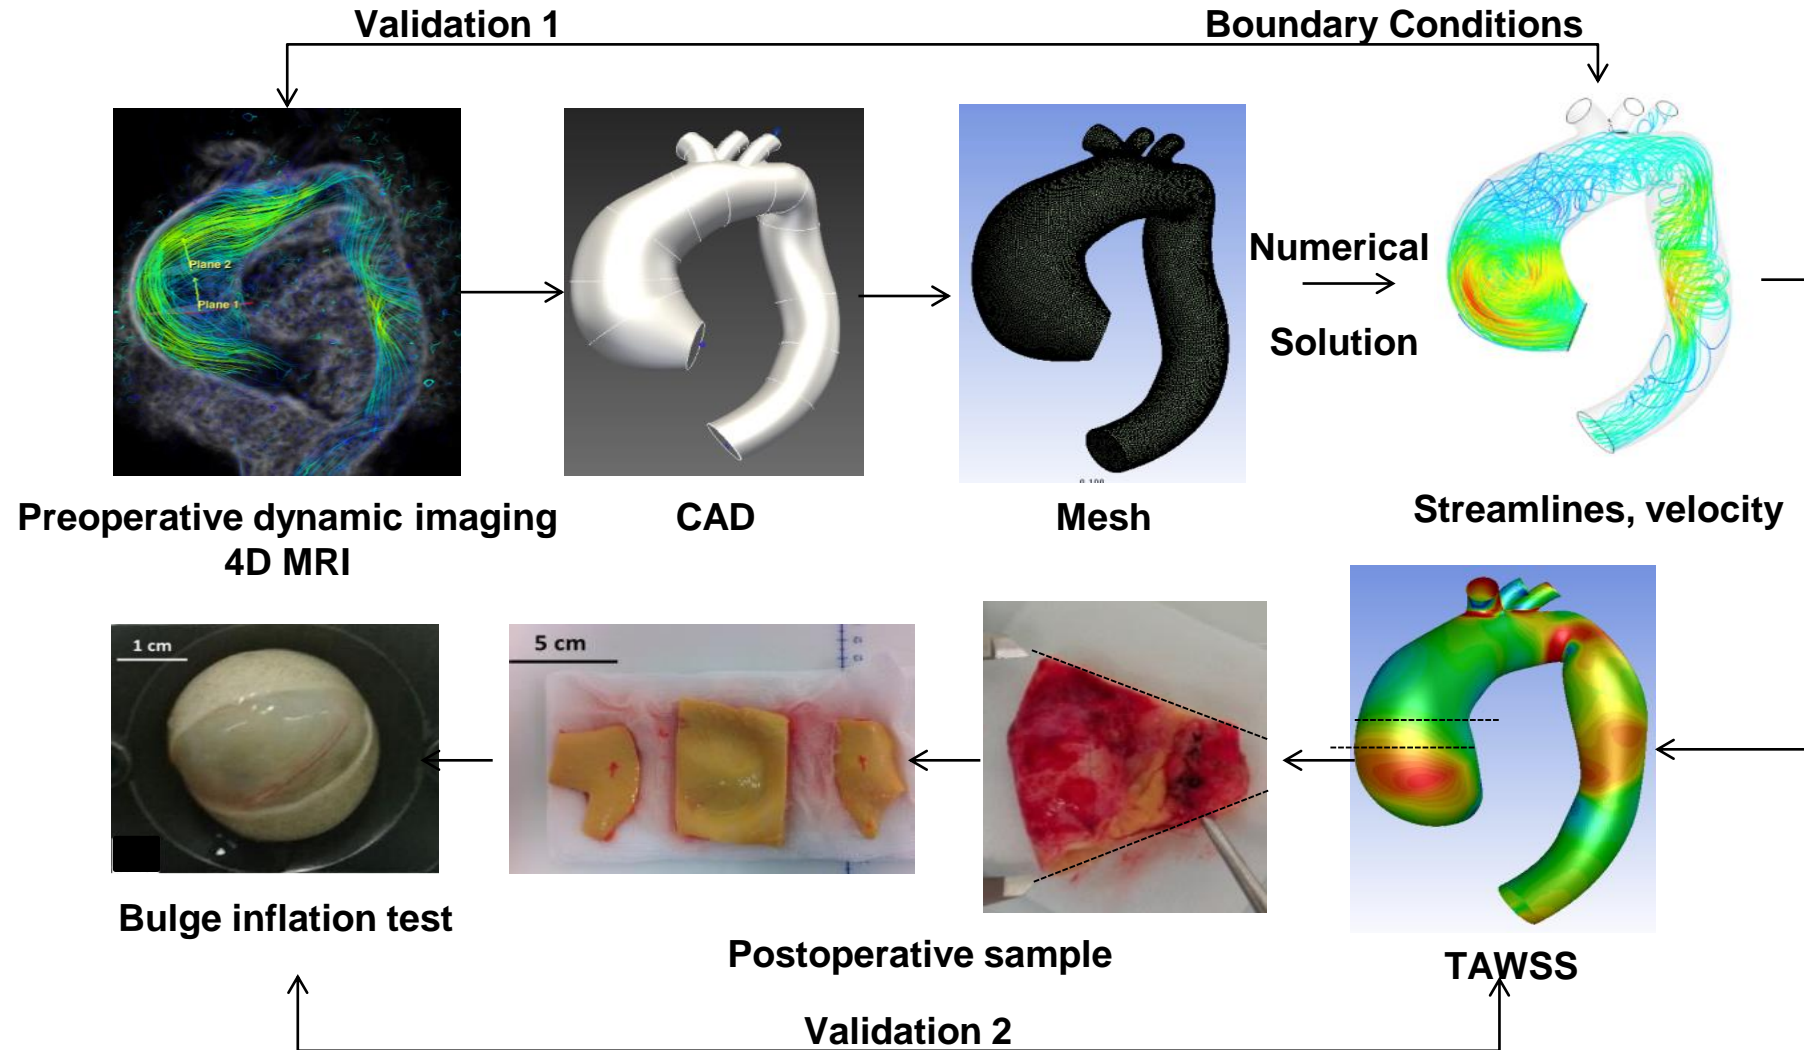 Validation 1
Boundary Conditions
Plane 2
Plane 1
Numerical
Solution
Preoperative dynamic imaging
4D MRI
CAD
Mesh
Streamlines, velocity
1 cm
5 cm
Bulge inflation test
Postoperative sample
TAWSS
Validation 2